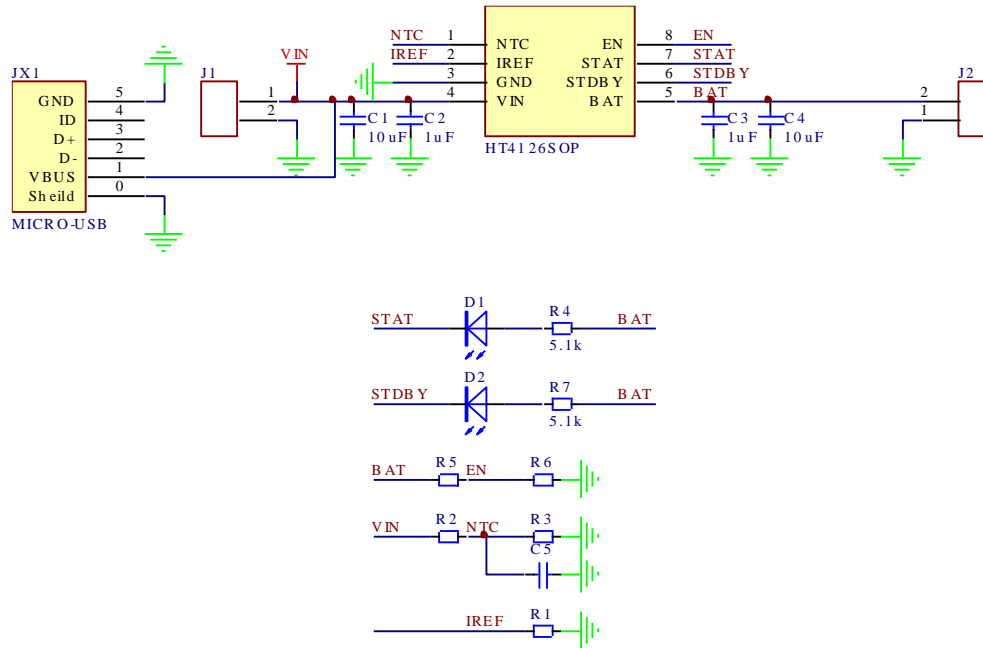 NTC 1 NTC EN 8 EN
IREF 2 IREF STAT 7 STAT
3 GND STDBY 6 STDBY
4 VIN BAT 5 BAT
HT4126SOP
VIN
JX1
GND 5
ID 4
D+ 3
D- 2
VBUS 1
Sheild 0
MICRO-USB
J1
1
2
C1
10uF
C2
1uF
C3
1uF
C4
10uF
J2
2
1
D1
STAT R4 BAT
5.1k
D2
STDBY R7 BAT
5.1k
BAT R5 EN R6
VIN R2 NTC R3
C5
IREF R1